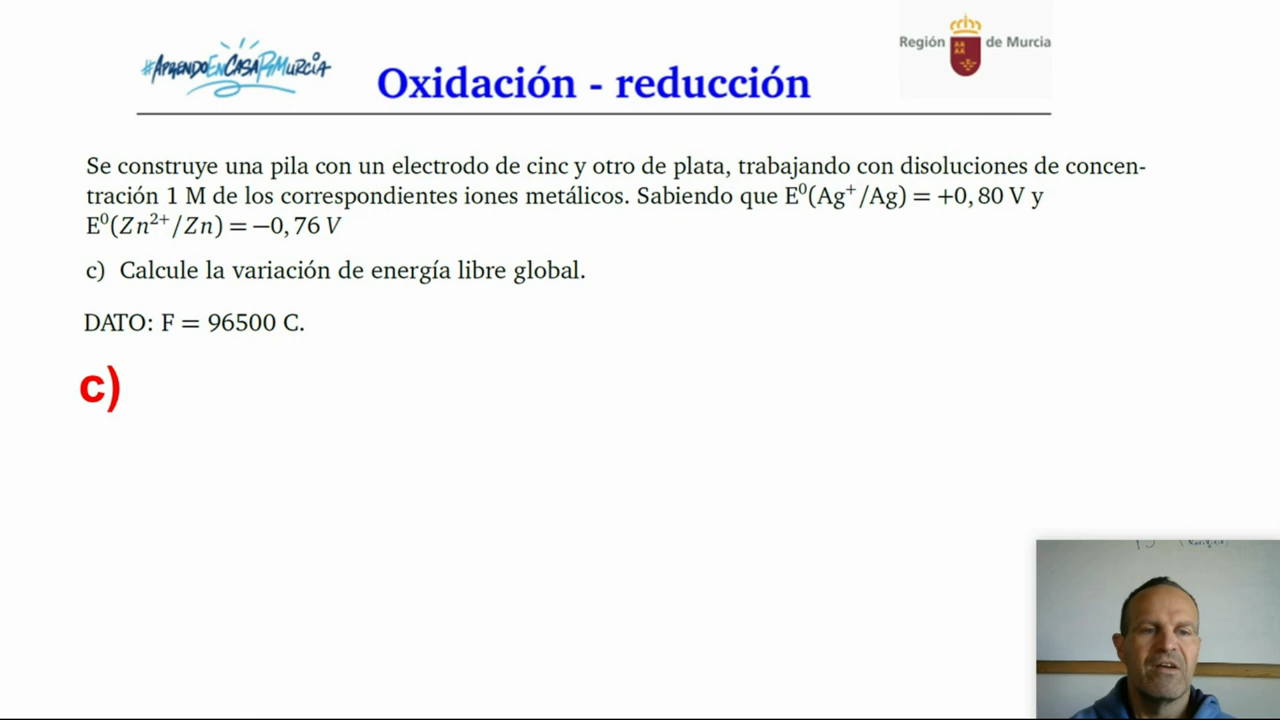 #AprendoEnCasaRMurcia
Región de Murcia
Oxidación - reducción
Se construye una pila con un electrodo de cinc y otro de plata, trabajando con disoluciones de concen-
tración 1 M de los correspondientes iones metálicos. Sabiendo que E⁰(Ag⁺/Ag) = +0, 80 V y
E⁰(Zn²⁺/Zn) = −0, 76 V
c) Calcule la variación de energía libre global.
DATO: F = 96500 C.
c)